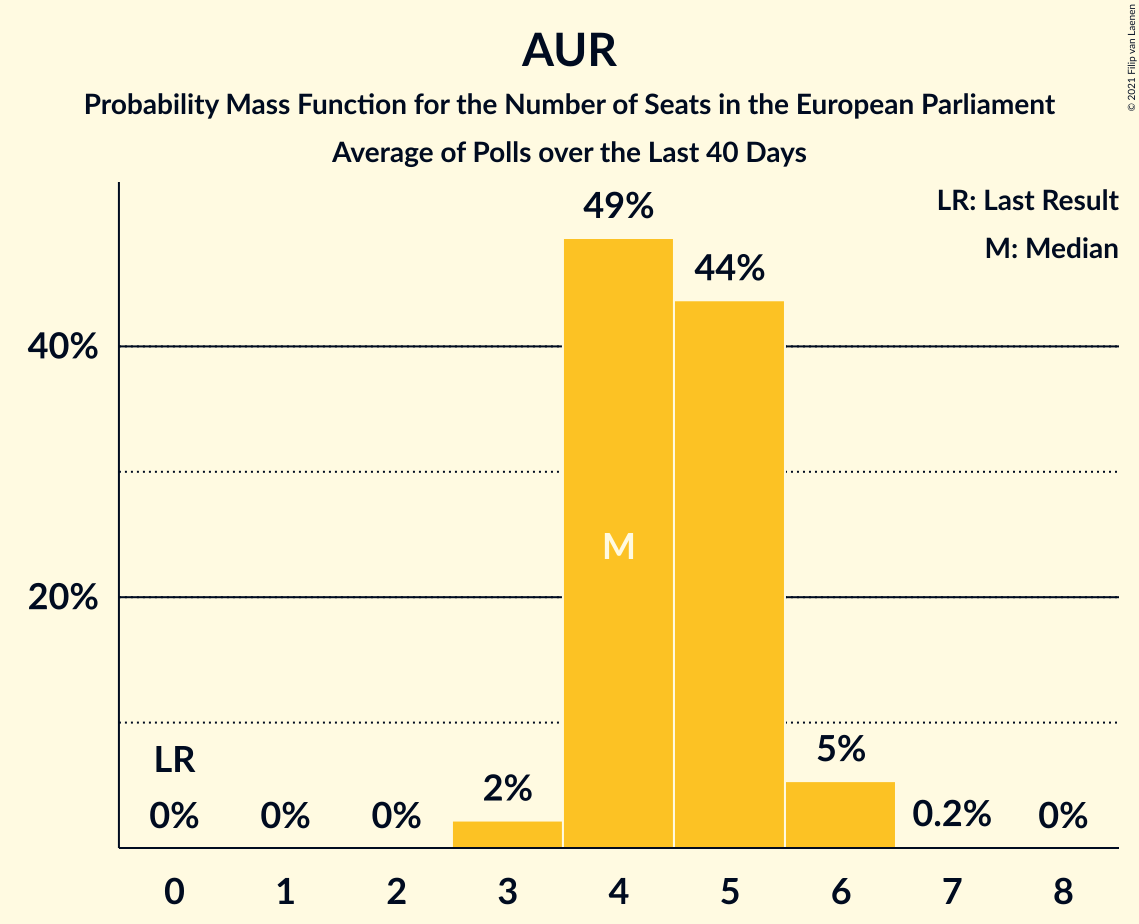 AUR
Probability Mass Function for the Number of Seats in the European Parliament
Average of Polls over the Last 40 Days
© 2021 Filip van Laenen
LR: Last Result
M: Median
49%
44%
40%
M
20%
LR
5%
2%
0% 0% 0% 0.2% 0%
0 1 2 3 4 5 6 7 8